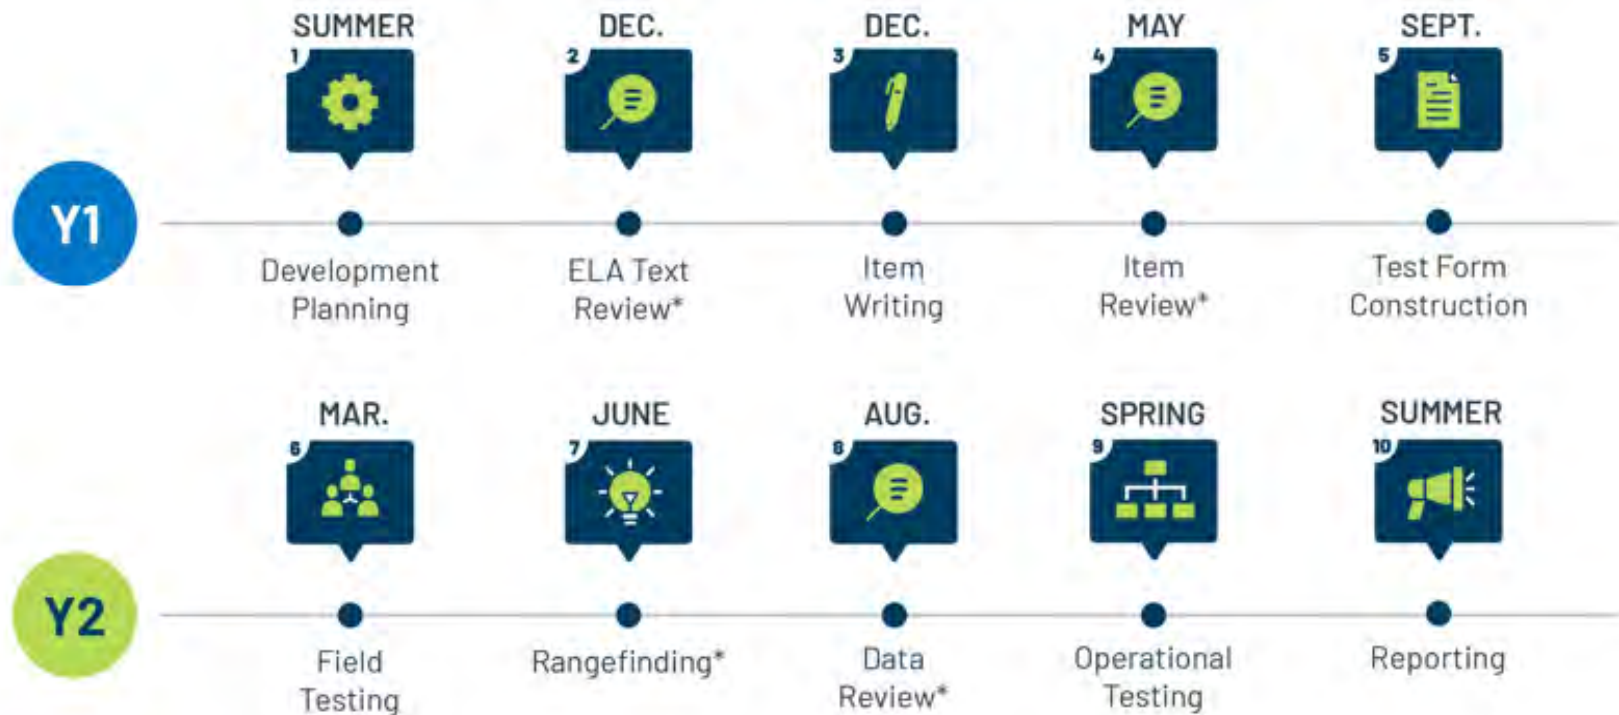 SUMMER
DEC.
DEC.
MAY
SEPT.
1
2
3
4
5
Y1
Development
Planning
ELA Text
Review*
Item
Writing
Item
Review*
Test Form
Construction
MAR.
JUNE
AUG.
SPRING
SUMMER
6
7
8
9
10
Y2
Field
Testing
Rangefinding*
Data
Review*
Operational
Testing
Reporting